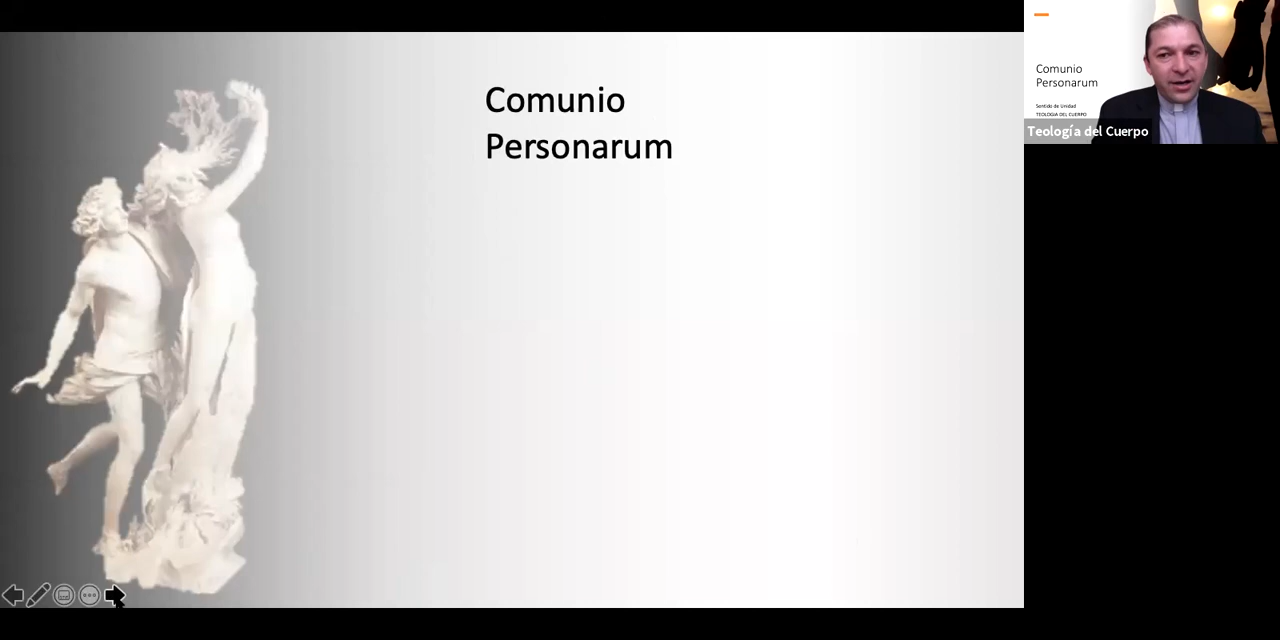 Comunio
Personarum
Comunio
Personarum
Sentido de Unidad
TEOLOGIA DEL CUERPO
Teología del Cuerpo